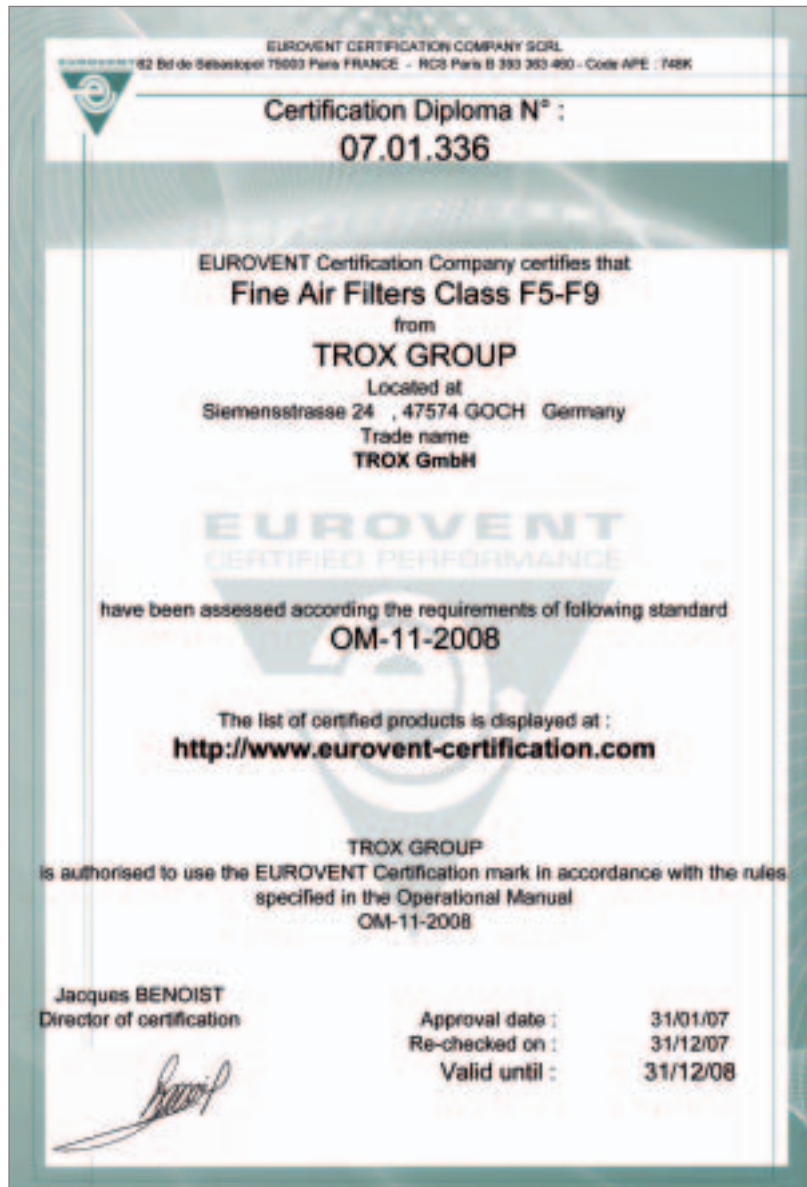 EUROVENT CERTIFICATION COMPANY SCRL
62 Bd de Sébastopol 75003 Paris FRANCE - RCS Paris B 393 363 460 - Code APE : 748K
Certification Diploma N° :
07.01.336
EUROVENT Certification Company certifies that
Fine Air Filters Class F5-F9
from
TROX GROUP
Located at
Siemensstrasse 24 , 47574 GOCH Germany
Trade name
TROX GmbH
EUROVENT
CERTIFIED PERFORMANCE
have been assessed according the requirements of following standard
OM-11-2008
The list of certified products is displayed at :
http://www.eurovent-certification.com
TROX GROUP
is authorised to use the EUROVENT Certification mark in accordance with the rules
specified in the Operational Manual
OM-11-2008
Jacques BENOIST
Director of certification
Approval date : 31/01/07
Re-checked on : 31/12/07
Valid until : 31/12/08